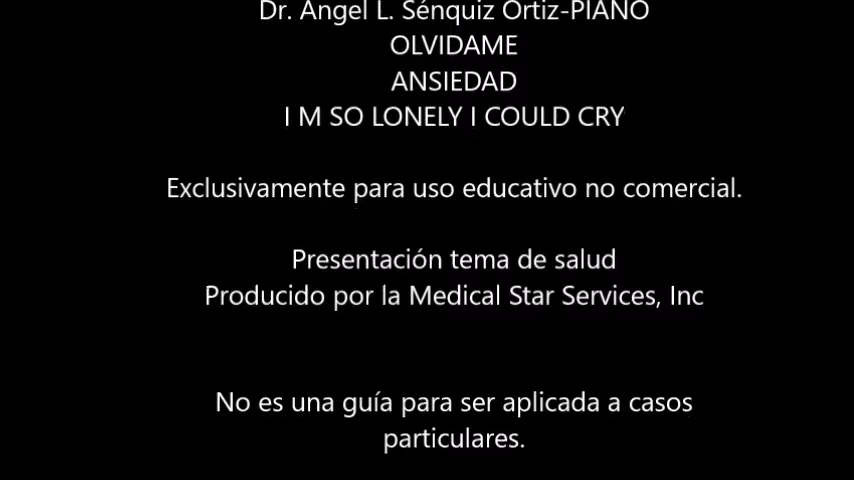 Dr. Angel L. Sénquiz Ortiz-PIANO
OLVIDAME
ANSIEDAD
I M SO LONELY I COULD CRY
Exclusivamente para uso educativo no comercial.
Presentación tema de salud
Producido por la Medical Star Services, Inc
No es una guía para ser aplicada a casos
particulares.